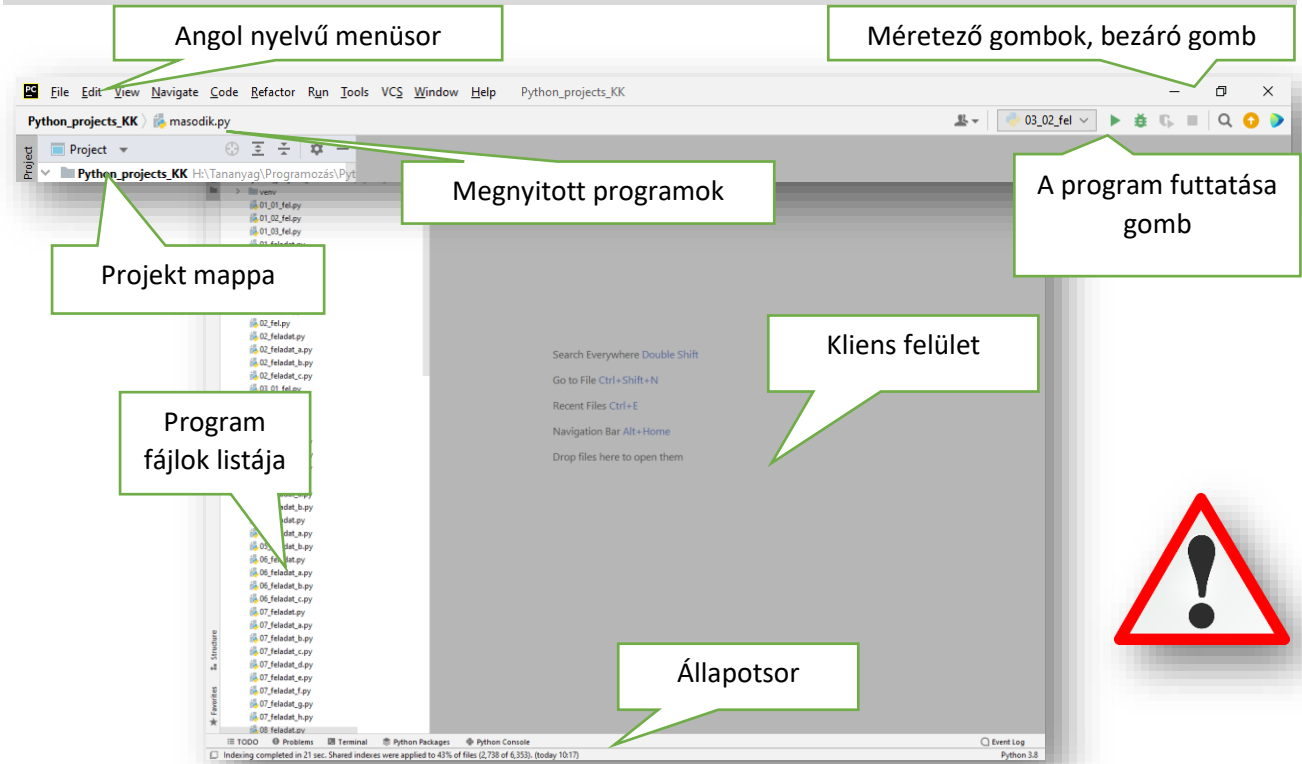 Angol nyelvű menüsor
Méretező gombok, bezáró gomb
PC File Edit View Navigate Code Refactor Run Tools VCS Window Help Python_projects_KK
Python_projects_KK masodik.py
03_02_fel
Project
Project
Python_projects_KK H:\Tananyag\Programozás\Pyt
Megnyitott programok
A program futtatása
gomb
venv
01_01_fel.py
01_02_fel.py
01_03_fel.py
01_feladat.py
Projekt mappa
02_fel.py
02_feladat.py
02_feladat_a.py
02_feladat_b.py
02_feladat_c.py
03_01_fel.py
Search Everywhere Double Shift
Go to File Ctrl+Shift+N
Recent Files Ctrl+E
Navigation Bar Alt+Home
Drop files here to open them
Kliens felület
Program
fájlok listája
06_feladat_a.py
06_feladat_b.py
06_feladat_c.py
07_feladat.py
07_feladat_a.py
07_feladat_b.py
07_feladat_c.py
07_feladat_d.py
07_feladat_e.py
07_feladat_f.py
07_feladat_g.py
07_feladat_h.py
08_feladat.py
Structure
Favorites
Állapotsor
TODO Problems Terminal Python Packages Python Console Event Log
Indexing completed in 21 sec. Shared indexes were applied to 43% of files (2,738 of 6,353). (today 10:17) Python 3.8